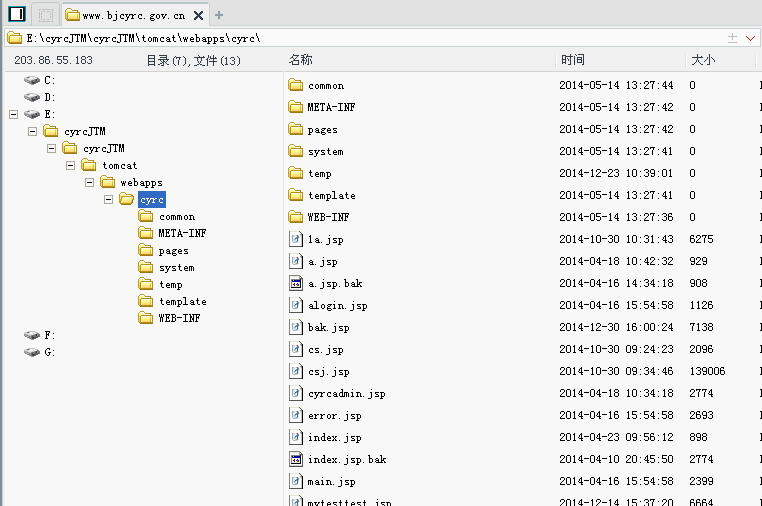 www.bjcyrc.gov.cn
E:\cyrcJTM\cyrcJTM\tomcat\webapps\cyrc\
203.86.55.183 目录(7),文件(13) 名称 时间 大小
C:
D:
E:
cyrcJTM
cyrcJTM
tomcat
webapps
cyrc
common
META-INF
pages
system
temp
template
WEB-INF
F:
G:
common 2014-05-14 13:27:44 0
META-INF 2014-05-14 13:27:42 0
pages 2014-05-14 13:27:42 0
system 2014-05-14 13:27:41 0
temp 2014-12-23 10:39:01 0
template 2014-05-14 13:27:41 0
WEB-INF 2014-05-14 13:27:36 0
1a.jsp 2014-10-30 10:31:43 6275
a.jsp 2014-04-18 10:42:32 929
a.jsp.bak 2014-04-16 14:34:18 908
alogin.jsp 2014-04-16 15:54:58 1126
bak.jsp 2014-12-30 16:00:24 7138
cs.jsp 2014-10-30 09:24:23 2096
csj.jsp 2014-10-30 09:34:46 139006
cyrcadmin.jsp 2014-04-18 10:34:18 2774
error.jsp 2014-04-16 15:54:58 2693
index.jsp 2014-04-23 09:56:12 898
index.jsp.bak 2014-04-10 20:45:50 2774
main.jsp 2014-04-16 15:54:58 2399
mytesttest.jsp 2014-12-14 15:37:20 6664